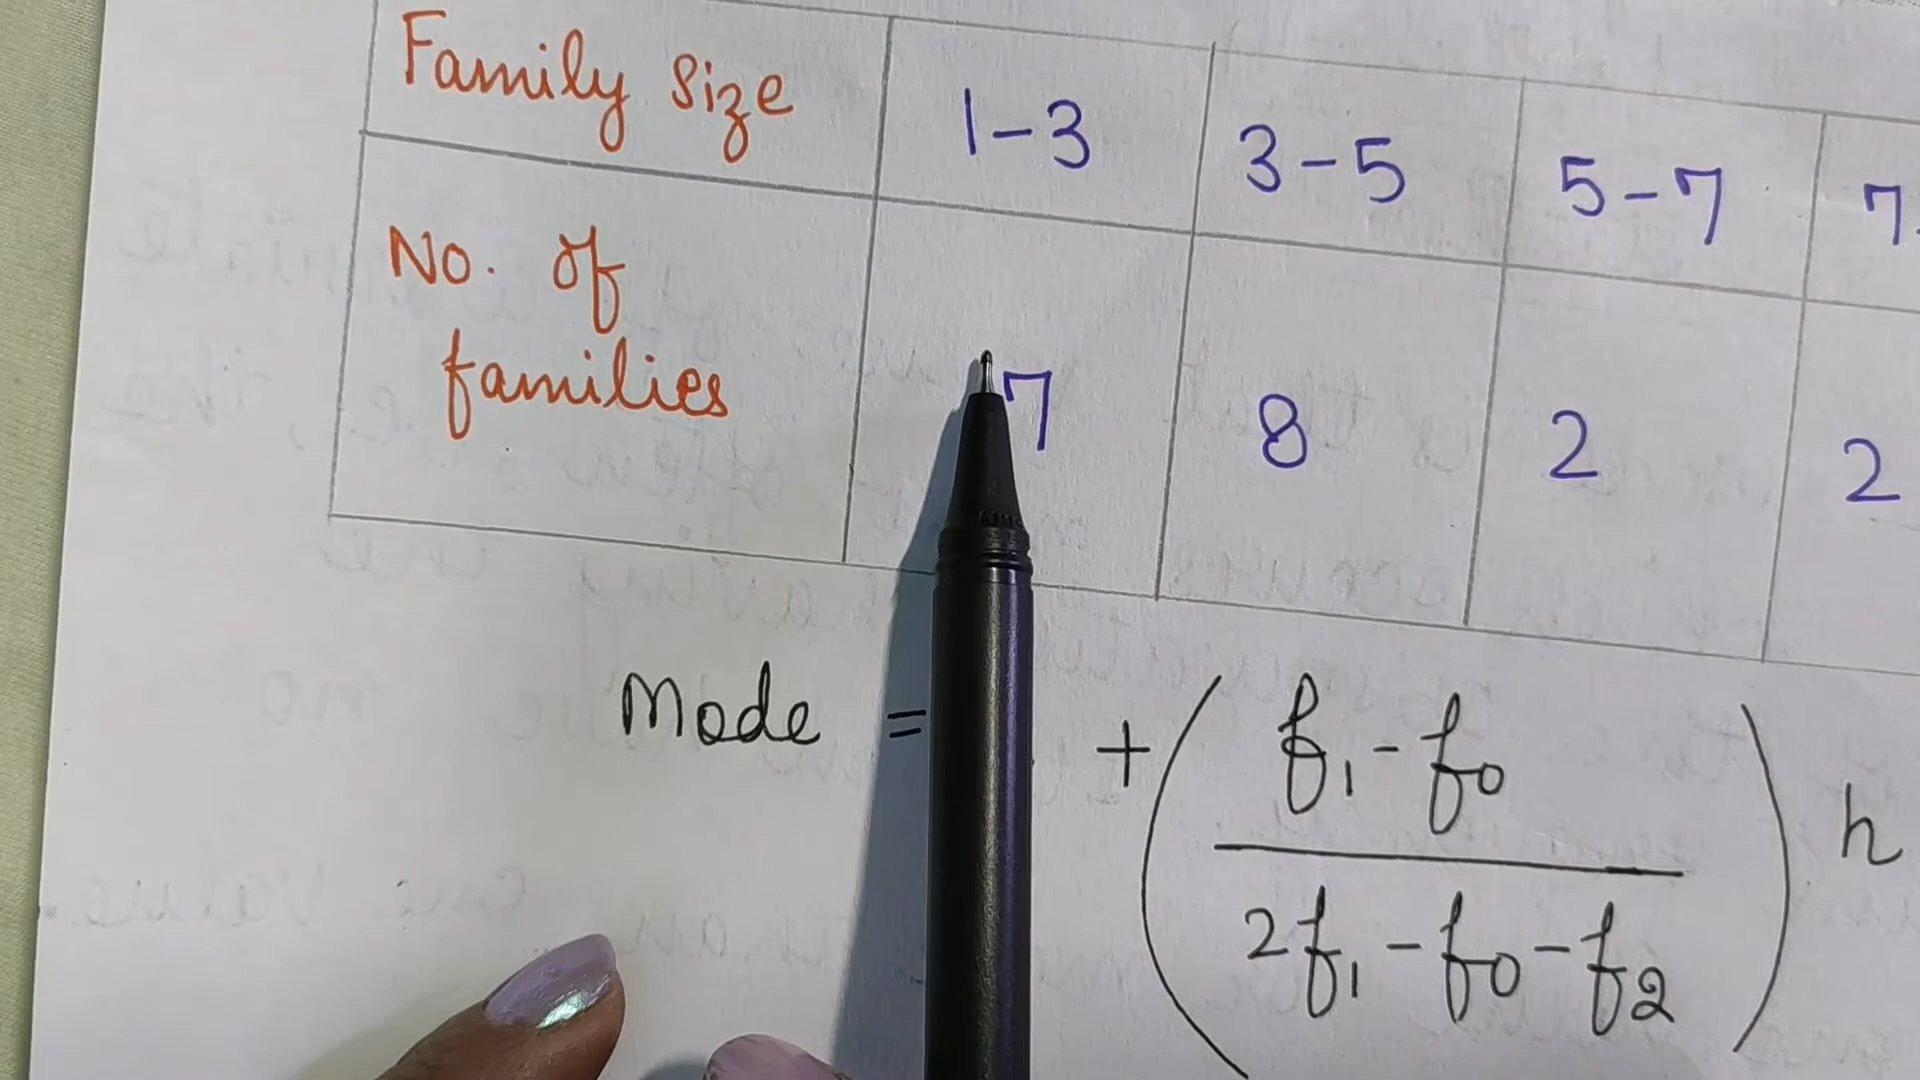 Family Size 1-3 3-5 5-7 7-
No. of families 7 8 2 2
Mode = + ( f₁ - f₀ / 2f₁ - f₀ - f₂ ) h